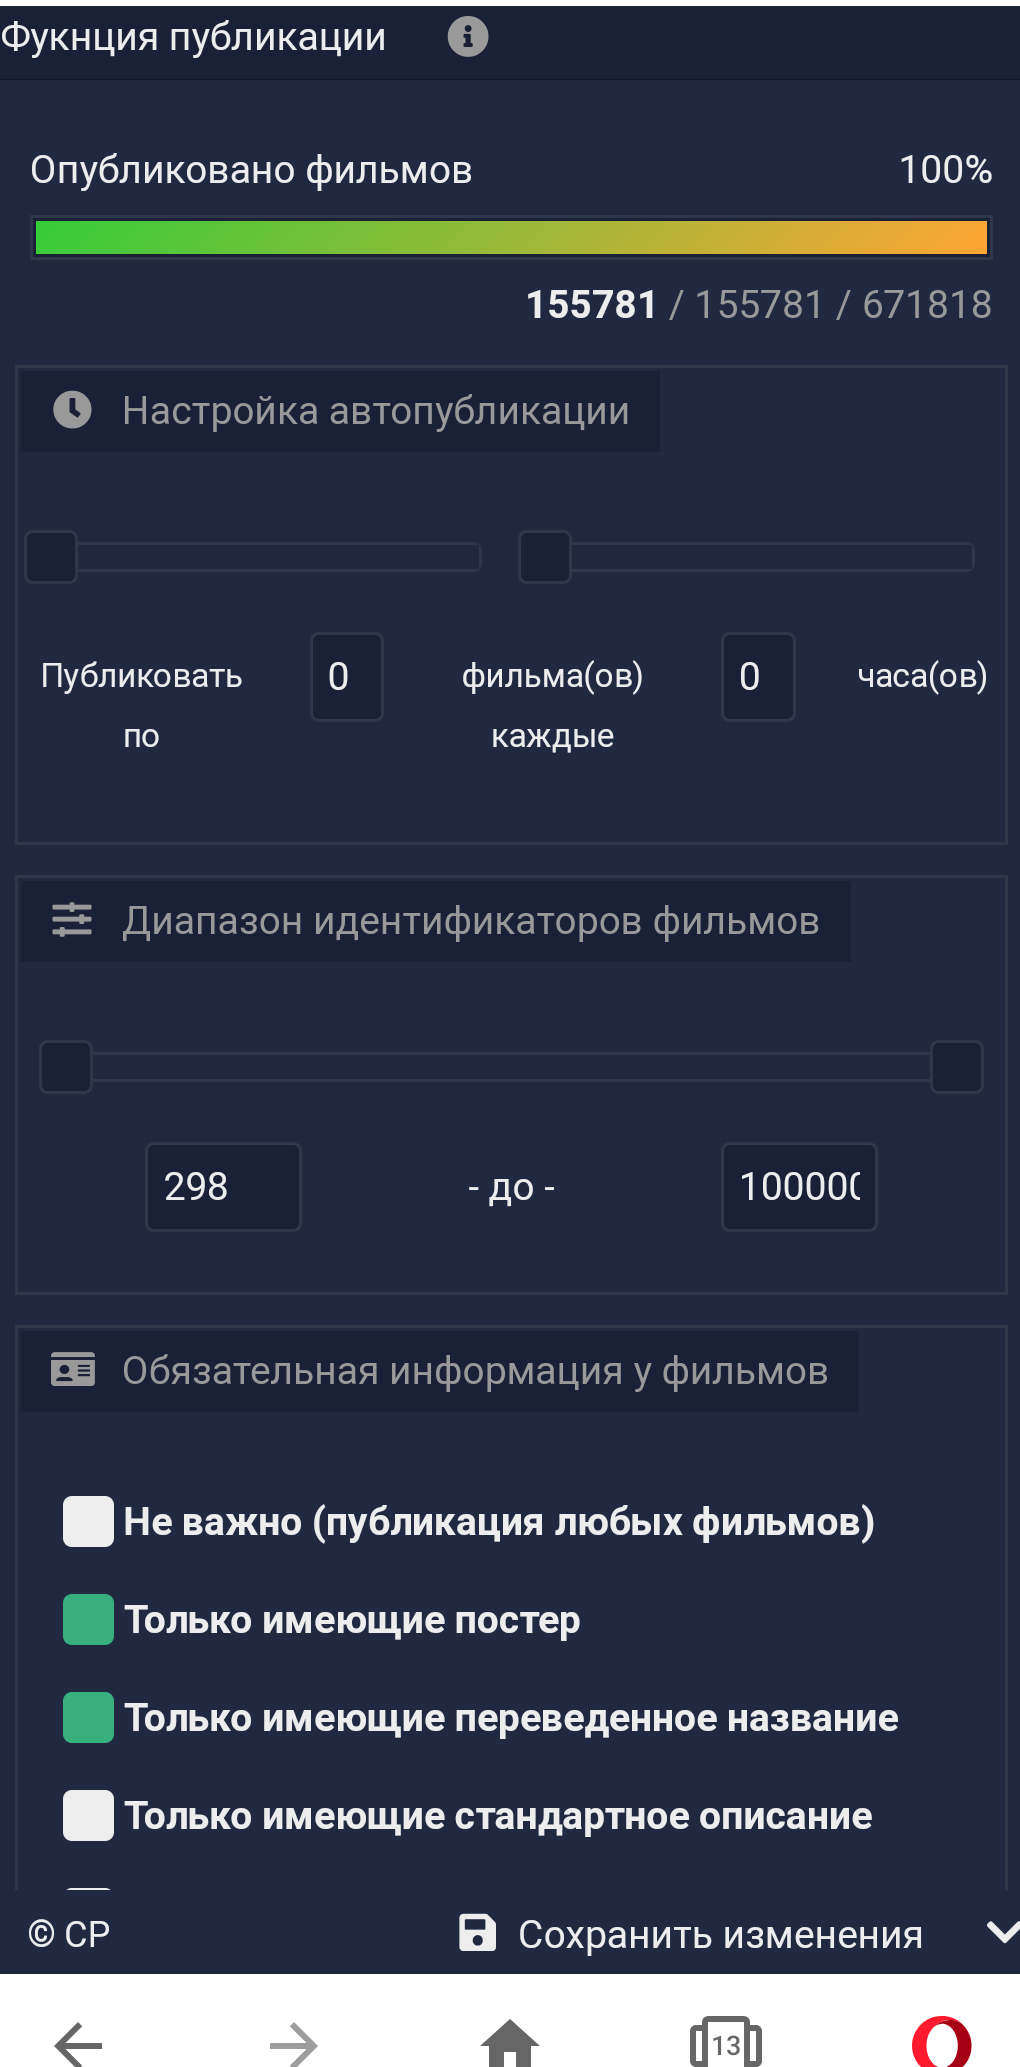 Фукнция публикации
Опубликовано фильмов 100%
155781 / 155781 / 671818
Настройка автопубликации
Публиковать по 0 фильма(ов) каждые 0 часа(ов)
Диапазон идентификаторов фильмов
298 - до - 100000
Обязательная информация у фильмов
Не важно (публикация любых фильмов)
Только имеющие постер
Только имеющие переведенное название
Только имеющие стандартное описание
© CP Сохранить изменения
13